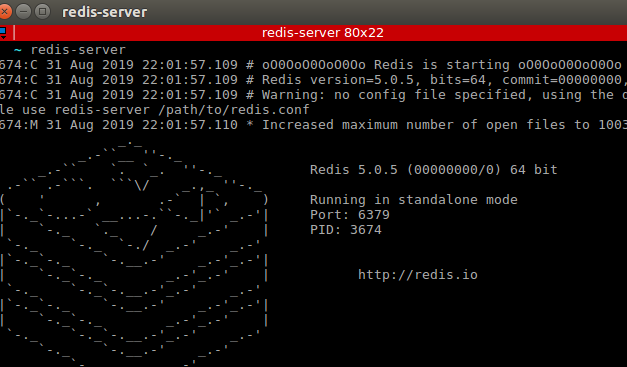 redis-server
redis-server 80x22
~ redis-server
674:C 31 Aug 2019 22:01:57.109 # oO0OoO0OoO0Oo Redis is starting oO0OoO0OoO0Oo
674:C 31 Aug 2019 22:01:57.109 # Redis version=5.0.5, bits=64, commit=00000000,
674:C 31 Aug 2019 22:01:57.109 # Warning: no config file specified, using the
le use redis-server /path/to/redis.conf
674:M 31 Aug 2019 22:01:57.110 * Increased maximum number of open files to 1003
Redis 5.0.5 (00000000/0) 64 bit
Running in standalone mode
Port: 6379
PID: 3674
http://redis.io